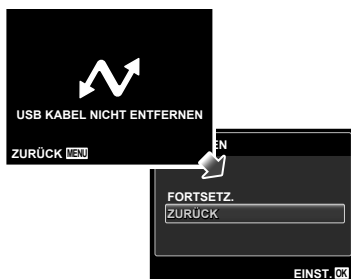 USB KABEL NICHT ENTFERNEN
ZURÜCK MENU
FORTSETZ.
ZURÜCK
EINST. OK